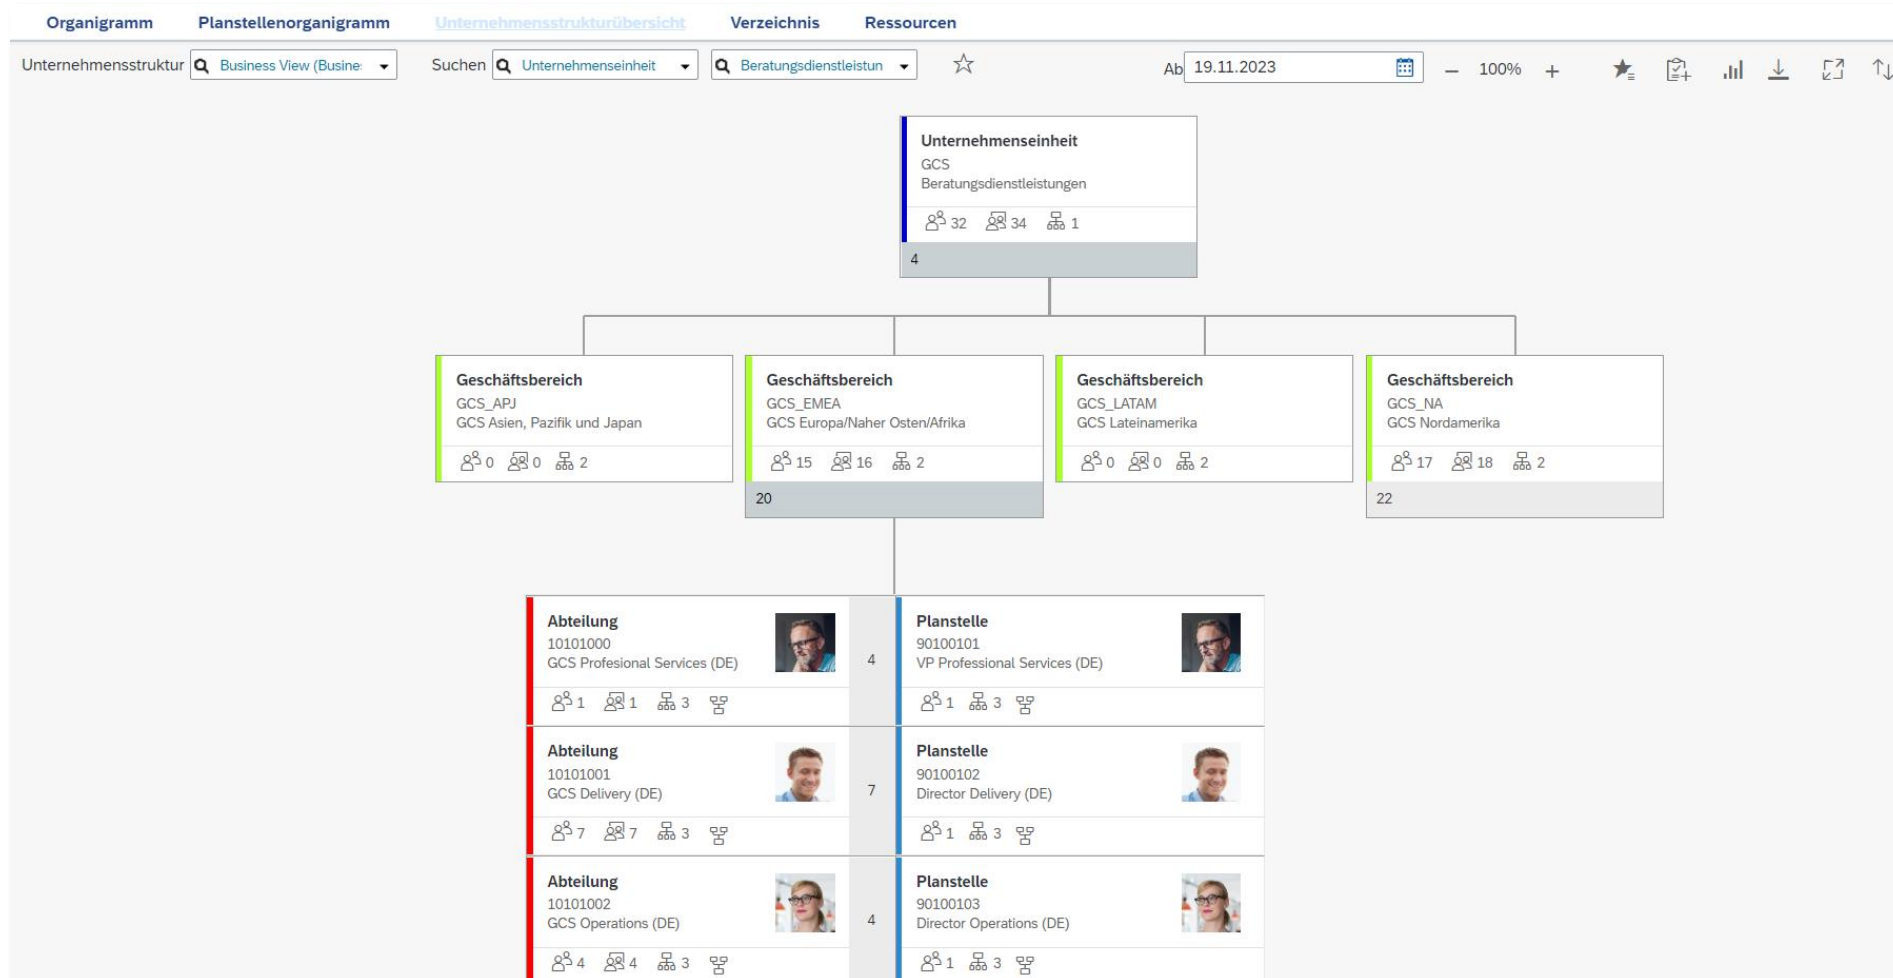 Organigramm Planstellenorganigramm Unternehmensstrukturübersicht Verzeichnis Ressourcen
Unternehmensstruktur Business View (Busine Suchen Unternehmenseinheit Beratungsdienstleistun Ab 19.11.2023 100%
Unternehmenseinheit
GCS
Beratungsdienstleistungen
32 34 1
4
Geschäftsbereich
GCS_APJ
GCS Asien, Pazifik und Japan
0 0 2
Geschäftsbereich
GCS_EMEA
GCS Europa/Naher Osten/Afrika
15 16 2
20
Geschäftsbereich
GCS_LATAM
GCS Lateinamerika
0 0 2
Geschäftsbereich
GCS_NA
GCS Nordamerika
17 18 2
22
Abteilung
10101000
GCS Profesional Services (DE)
1 1 3
4
Planstelle
90100101
VP Professional Services (DE)
1 3
Abteilung
10101001
GCS Delivery (DE)
7 7 3
7
Planstelle
90100102
Director Delivery (DE)
1 3
Abteilung
10101002
GCS Operations (DE)
4 4 3
4
Planstelle
90100103
Director Operations (DE)
1 3